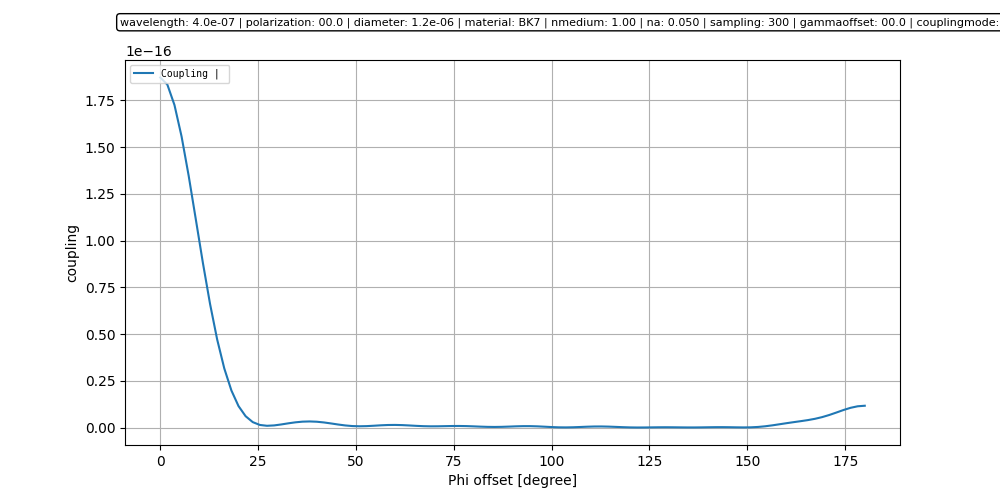 wavelength: 4.0e-07 | polarization: 00.0 | diameter: 1.2e-06 | material: BK7 | nmedium: 1.00 | na: 0.050 | sampling: 300 | gammaoffset: 00.0 | couplingmode:
1e−16
Coupling |
1.75
1.50
1.25
1.00
0.75
0.50
0.25
0.00
coupling
0 25 50 75 100 125 150 175
Phi offset [degree]